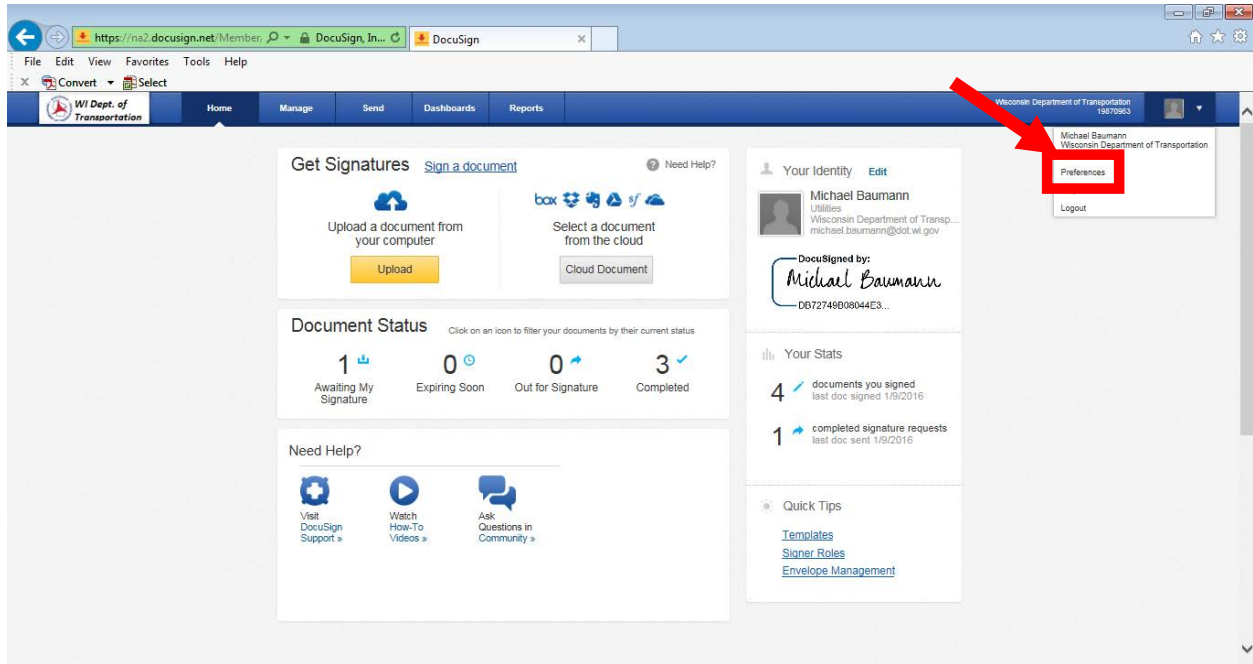 https://na2.docusign.net/Member/
DocuSign, In...
DocuSign
File Edit View Favorites Tools Help
X Convert Select
WI Dept. of
Transportation
Home Manage Send Dashboards Reports
Wisconsin Department of Transportation
19870963
Michael Baumann
Wisconsin Department of Transportation
Preferences
Logout
Get Signatures Sign a document Need Help?
Upload a document from
your computer
Upload
box sf
Select a document
from the cloud
Cloud Document
Document Status Click on an icon to filter your documents by their current status
1 0 0 3
Awaiting My
Signature
Expiring Soon
Out for Signature
Completed
Need Help?
Visit
DocuSign
Support »
Watch
How-To
Videos »
Ask
Questions in
Community »
Your Identity Edit
Michael Baumann
Utilities
Wisconsin Department of Transp...
michael.baumann@dot.wi.gov
DocuSigned by:
Michael Baumann
DB72749B08044E3...
Your Stats
4 documents you signed
last doc signed 1/9/2016
1 completed signature requests
last doc sent 1/9/2016
Quick Tips
Templates
Signer Roles
Envelope Management